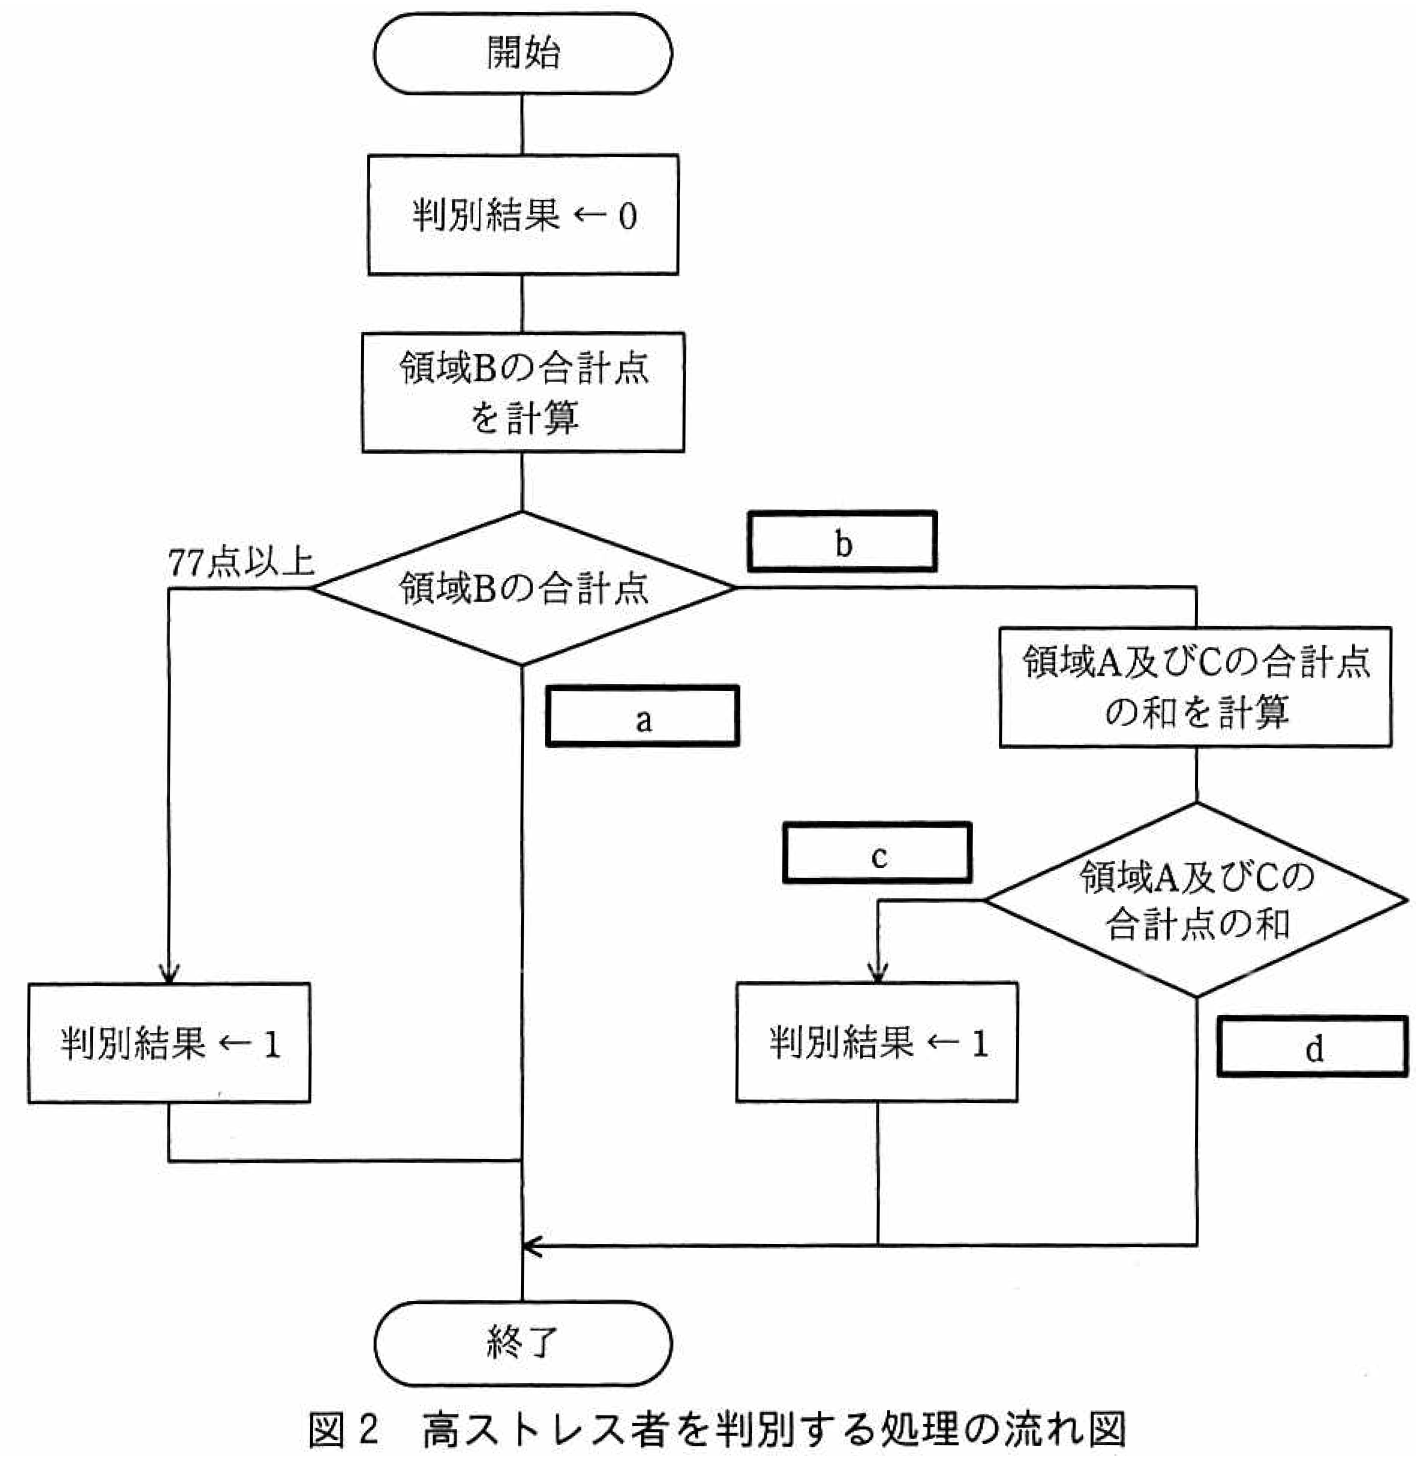 開始
判別結果 ← 0
領域Bの合計点
を計算
77点以上
領域Bの合計点
b
a
領域A及びCの合計点
の和を計算
c
領域A及びCの
合計点の和
判別結果 ← 1
判別結果 ← 1
d
終了
図2　高ストレス者を判別する処理の流れ図